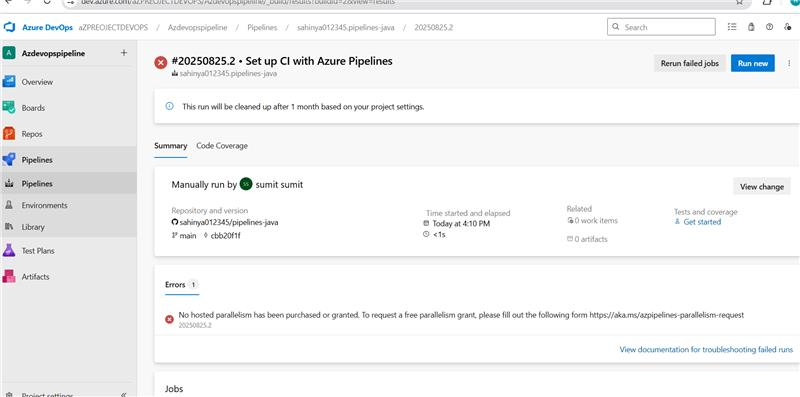 dev.azure.com/aZPREOJECTDEVOPS/Azdevopspipeline/_build/results?buildId=2&view=results
Azure DevOps aZPREOJECTDEVOPS / Azdevopspipeline / Pipelines / sahinya012345.pipelines-java / 20250825.2
Search
A Azdevopspipeline +
Overview
Boards
Repos
Pipelines
Pipelines
Environments
Library
Test Plans
Artifacts
Project settings
#20250825.2 • Set up CI with Azure Pipelines
sahinya012345.pipelines-java
Rerun failed jobs
Run new
This run will be cleaned up after 1 month based on your project settings.
Summary Code Coverage
Manually run by SS sumit sumit
View change
Repository and version
sahinya012345/pipelines-java
main cbb20f1f
Time started and elapsed
Today at 4:10 PM
<1s
Related
0 work items
0 artifacts
Tests and coverage
Get started
Errors 1
No hosted parallelism has been purchased or granted. To request a free parallelism grant, please fill out the following form https://aka.ms/azpipelines-parallelism-request
20250825.2
View documentation for troubleshooting failed runs
Jobs